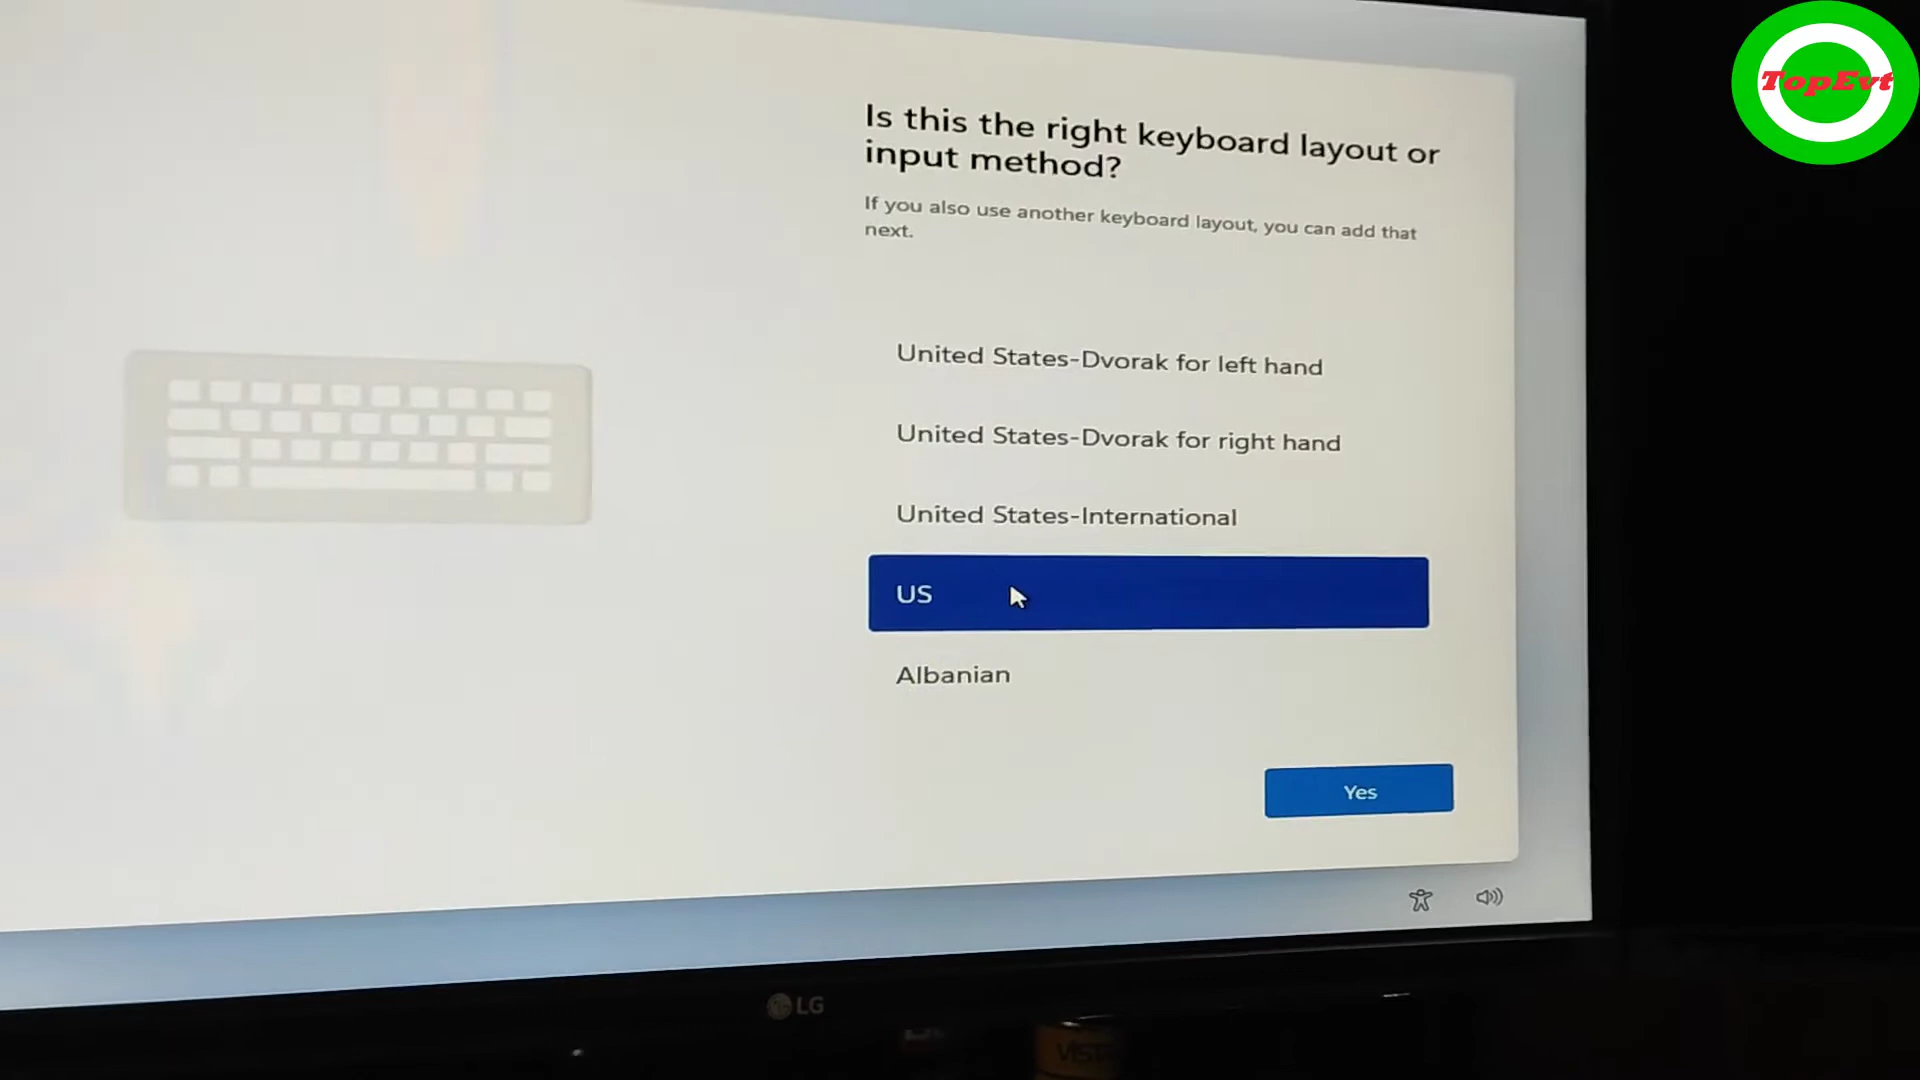 TopEvt
Is this the right keyboard layout or
input method?
If you also use another keyboard layout, you can add that
next.
United States-Dvorak for left hand
United States-Dvorak for right hand
United States-International
US
Albanian
Yes
LG